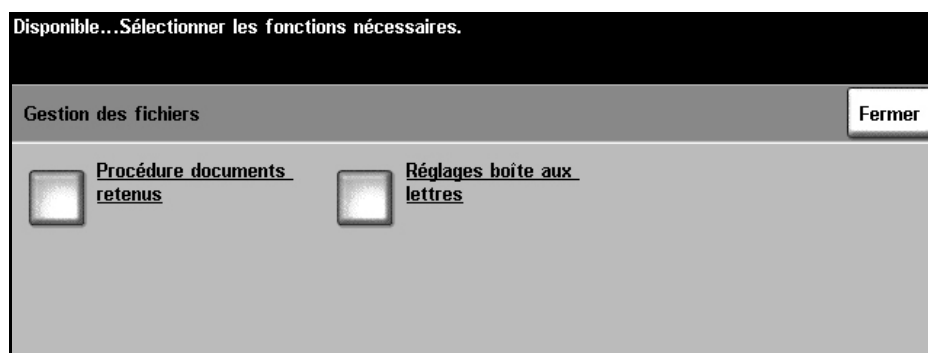 Disponible...Sélectionner les fonctions nécessaires.
Gestion des fichiers
Fermer
Procédure documents
retenus
Réglages boîte aux
lettres